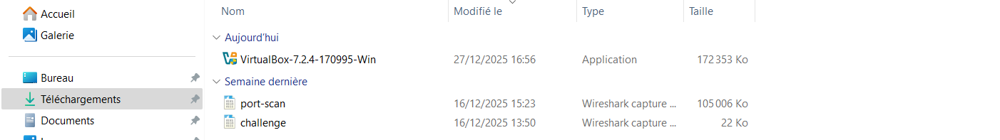 Accueil
Galerie
Bureau
Téléchargements
Documents
Nom Modifié le Type Taille
Aujourd'hui
VirtualBox-7.2.4-170995-Win 27/12/2025 16:56 Application 172 353 Ko
Semaine dernière
port-scan 16/12/2025 15:23 Wireshark capture ... 105 006 Ko
challenge 16/12/2025 13:50 Wireshark capture ... 22 Ko